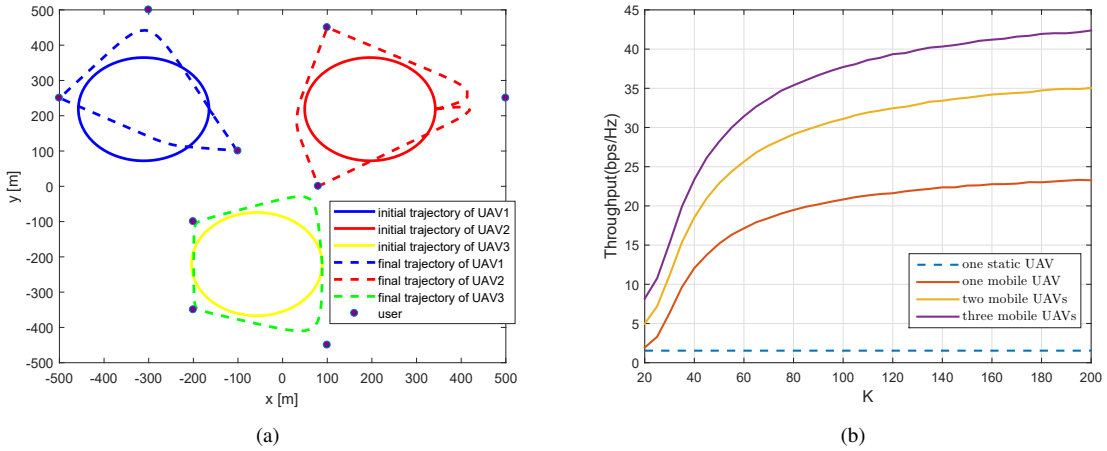 500
400
300
200
100
0
-100
-200
-300
-400
-500
y [m]
-500 -400 -300 -200 -100 0 100 200 300 400 500
x [m]
initial trajectory of UAV1
initial trajectory of UAV2
initial trajectory of UAV3
final trajectory of UAV1
final trajectory of UAV2
final trajectory of UAV3
user
(a)
45
40
35
30
25
20
15
10
5
0
Throughput(bps/Hz)
20 40 60 80 100 120 140 160 180 200
K
one static UAV
one mobile UAV
two mobile UAVs
three mobile UAVs
(b)